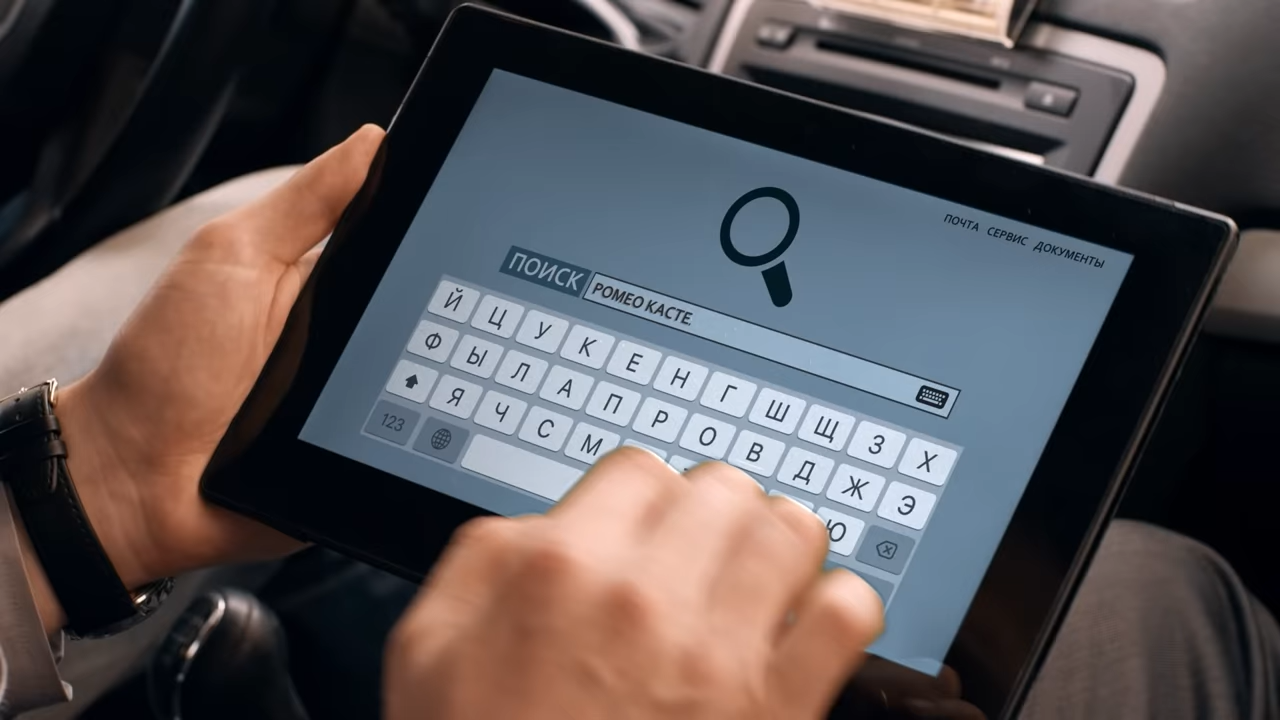 ПОЧТА СЕРВИС ДОКУМЕНТЫ
ПОИСК РОМЕО КАСТЕ
Й Ц У К Е Н Г Ш Щ З Х
Ф Ы Л А П Р О В Д Ж Э
Я Ч С М Ю
123